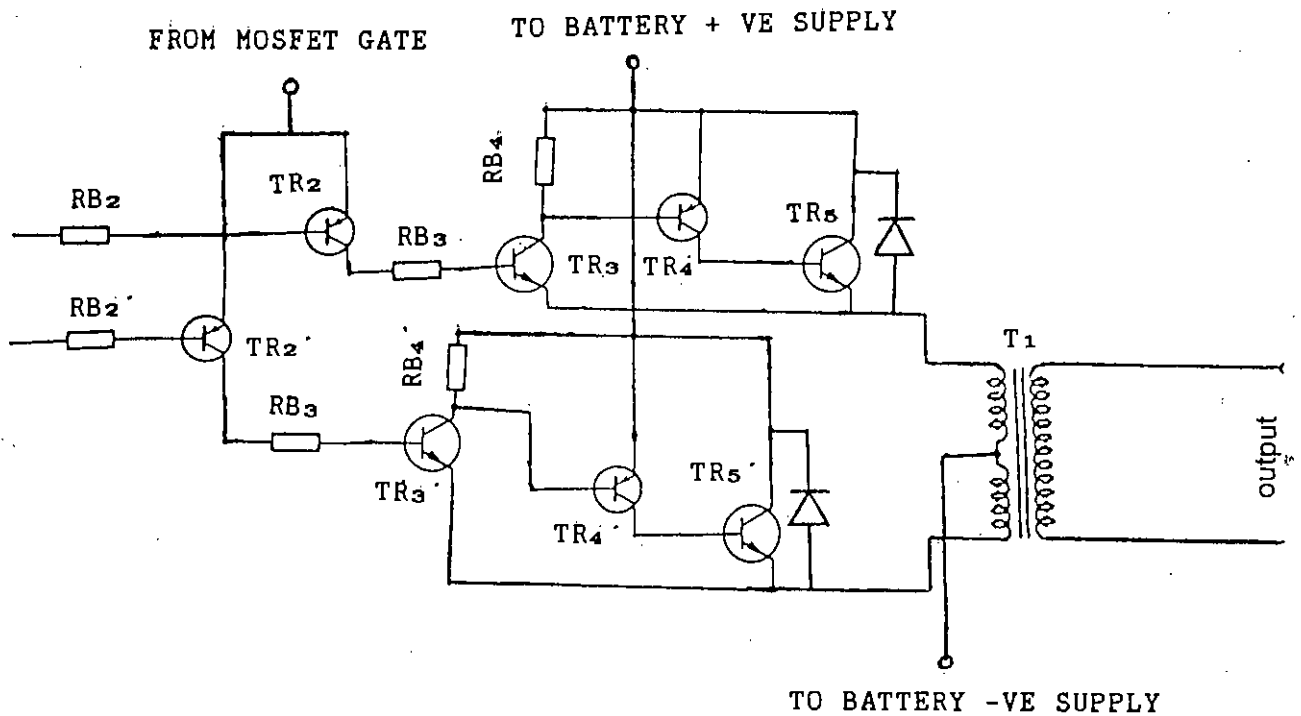 TO BATTERY + VE SUPPLY
FROM MOSFET GATE
RB4
TR2
RB2
TR5
RB3
TR3
TR4
RB2'
TR2'
RB4'
T1
RB3
TR3'
TR5'
output
TR4'
TO BATTERY -VE SUPPLY